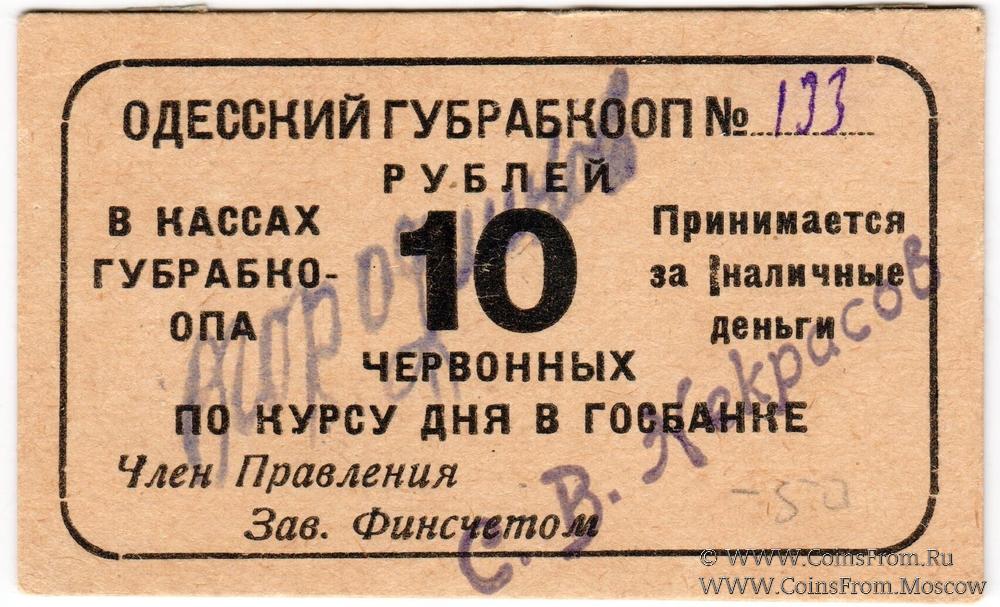 ОДЕССКИЙ ГУБРАБКООП № 133
РУБЛЕЙ
В КАССАХ
ГУБРАБКО-
ОПА
10
Принимается
за наличные
деньги
ЧЕРВОННЫХ
ПО КУРСУ ДНЯ В ГОСБАНКЕ
Член Правления
Зав. Финсчетом
С. В. Некрасов
-50
© WWW.CoinsFrom.Ru
WWW.CoinsFrom.Moscow